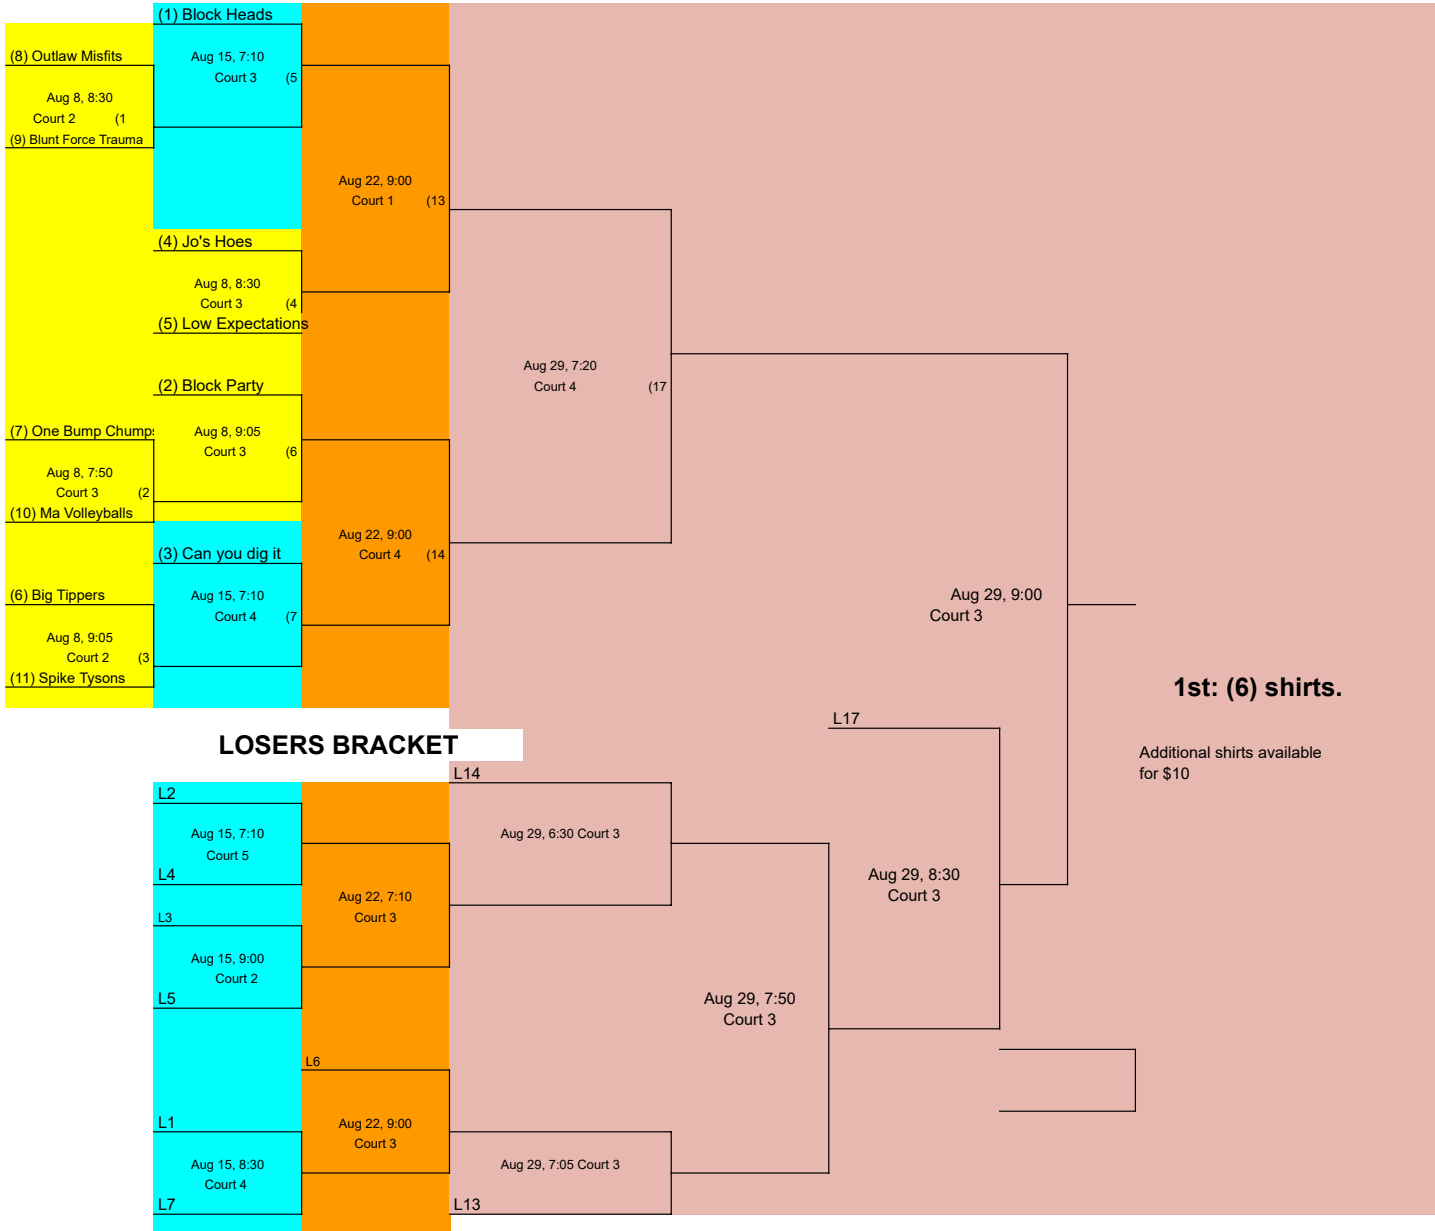 (1) Block Heads
(8) Outlaw Misfits
Aug 15, 7:10
Court 3 (5
Aug 8, 8:30
Court 2 (1
(9) Blunt Force Trauma
Aug 22, 9:00
Court 1 (13
(4) Jo's Hoes
Aug 8, 8:30
Court 3 (4
(5) Low Expectations
Aug 29, 7:20
Court 4 (17
(2) Block Party
(7) One Bump Chumps
Aug 8, 9:05
Court 3 (6
Aug 8, 7:50
Court 3 (2
(10) Ma Volleyballs
Aug 22, 9:00
Court 4 (14
(3) Can you dig it
(6) Big Tippers
Aug 15, 7:10
Court 4 (7
Aug 8, 9:05
Court 2 (3
(11) Spike Tysons
Aug 29, 9:00
Court 3
1st: (6) shirts.
Additional shirts available
for $10
LOSERS BRACKET
L17
L14
L2
Aug 15, 7:10
Court 5
L4
Aug 29, 6:30 Court 3
Aug 22, 7:10
Court 3
Aug 29, 8:30
Court 3
L3
Aug 15, 9:00
Court 2
L5
Aug 29, 7:50
Court 3
L6
L1
Aug 22, 9:00
Court 3
Aug 15, 8:30
Court 4
Aug 29, 7:05 Court 3
L7
L13